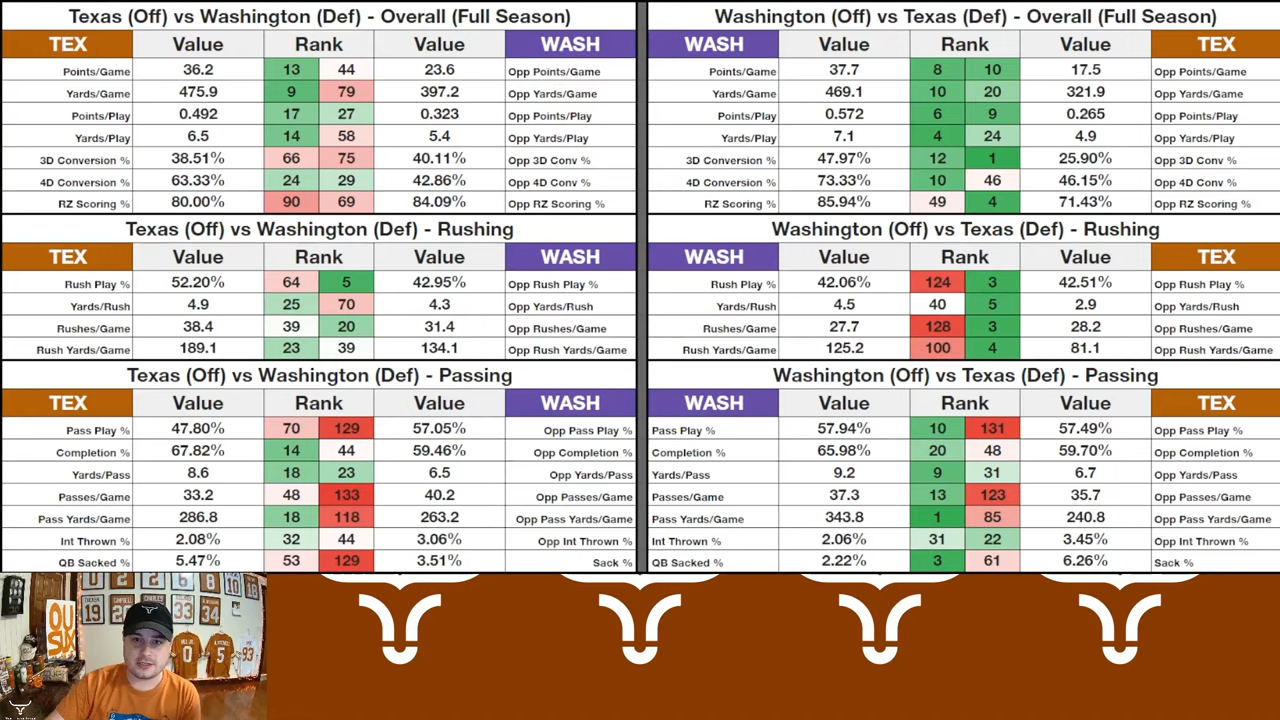 Texas (Off) vs Washington (Def) - Overall (Full Season)
TEX Value Rank Value WASH
Points/Game 36.2 13 44 23.6 Opp Points/Game
Yards/Game 475.9 9 79 397.2 Opp Yards/Game
Points/Play 0.492 17 27 0.323 Opp Points/Play
Yards/Play 6.5 14 58 5.4 Opp Yards/Play
3D Conversion % 38.51% 66 75 40.11% Opp 3D Conv %
4D Conversion % 63.33% 24 29 42.86% Opp 4D Conv %
RZ Scoring % 80.00% 90 69 84.09% Opp RZ Scoring %
Texas (Off) vs Washington (Def) - Rushing
TEX Value Rank Value WASH
Rush Play % 52.20% 64 5 42.95% Opp Rush Play %
Yards/Rush 4.9 25 70 4.3 Opp Yards/Rush
Rushes/Game 38.4 39 20 31.4 Opp Rushes/Game
Rush Yards/Game 189.1 23 39 134.1 Opp Rush Yards/Game
Texas (Off) vs Washington (Def) - Passing
TEX Value Rank Value WASH
Pass Play % 47.80% 70 129 57.05% Opp Pass Play %
Completion % 67.82% 14 44 59.46% Opp Completion %
Yards/Pass 8.6 18 23 6.5 Opp Yards/Pass
Passes/Game 33.2 48 133 40.2 Opp Passes/Game
Pass Yards/Game 286.8 18 118 263.2 Opp Pass Yards/Game
Int Thrown % 2.08% 32 44 3.06% Opp Int Thrown %
QB Sacked % 5.47% 53 129 3.51% Sack %
Washington (Off) vs Texas (Def) - Overall (Full Season)
WASH Value Rank Value TEX
Points/Game 37.7 8 10 17.5 Opp Points/Game
Yards/Game 469.1 10 20 321.9 Opp Yards/Game
Points/Play 0.572 6 9 0.265 Opp Points/Play
Yards/Play 7.1 4 24 4.9 Opp Yards/Play
3D Conversion % 47.97% 12 1 25.90% Opp 3D Conv %
4D Conversion % 73.33% 10 46 46.15% Opp 4D Conv %
RZ Scoring % 85.94% 49 4 71.43% Opp RZ Scoring %
Washington (Off) vs Texas (Def) - Rushing
WASH Value Rank Value TEX
Rush Play % 42.06% 124 3 42.51% Opp Rush Play %
Yards/Rush 4.5 40 5 2.9 Opp Yards/Rush
Rushes/Game 27.7 128 3 28.2 Opp Rushes/Game
Rush Yards/Game 125.2 100 4 81.1 Opp Rush Yards/Game
Washington (Off) vs Texas (Def) - Passing
WASH Value Rank Value TEX
Pass Play % 57.94% 10 131 57.49% Opp Pass Play %
Completion % 65.98% 20 48 59.70% Opp Completion %
Yards/Pass 9.2 9 31 6.7 Opp Yards/Pass
Passes/Game 37.3 13 123 35.7 Opp Passes/Game
Pass Yards/Game 343.8 1 85 240.8 Opp Pass Yards/Game
Int Thrown % 2.06% 31 22 3.45% Opp Int Thrown %
QB Sacked % 2.22% 3 61 6.26% Sack %
0 2 2 6 8 10
19 33 34
OU
SUX
0 5 93